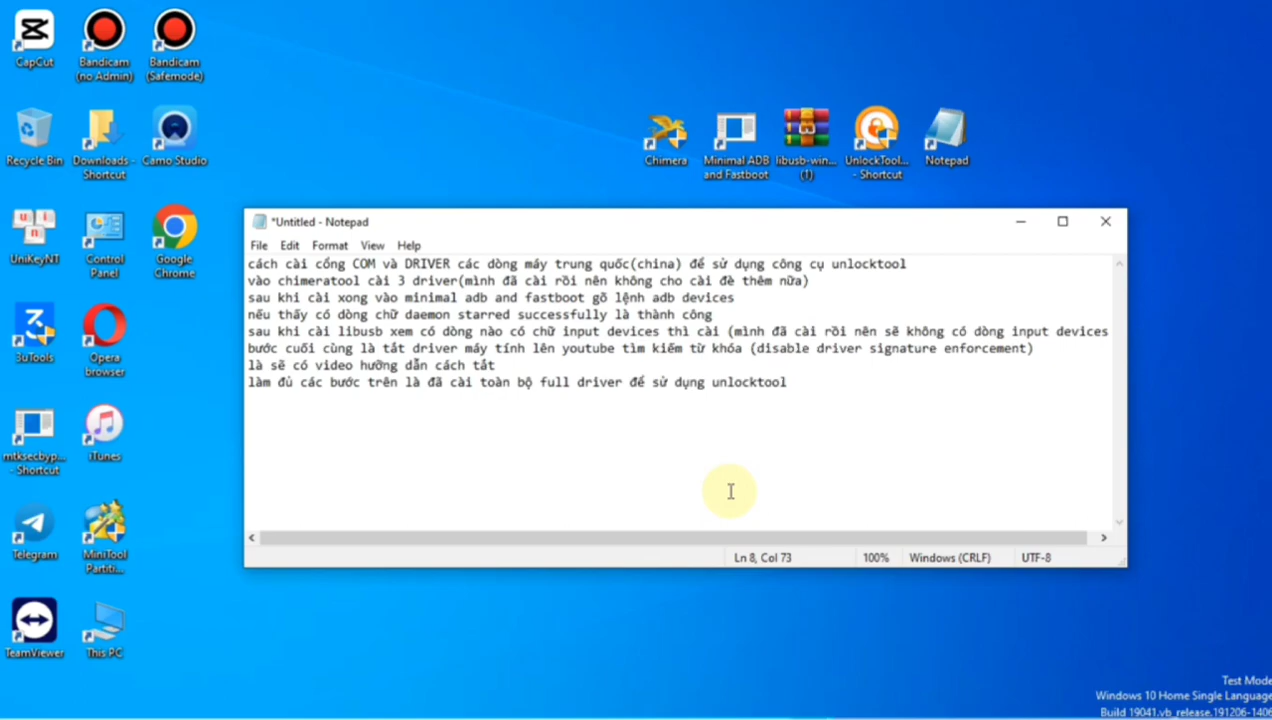 CapCut
Bandicam
(no Admin)
Bandicam
(Safemode)
Recycle Bin
Downloads -
Shortcut
Camo Studio
Chimera
Minimal ADB
and Fastboot
libusb-win...
(1)
UnlockTool...
- Shortcut
Notepad
UniKeyNT
Control
Panel
Google
Chrome
3uTools
Opera
browser
mtksecbyp...
- Shortcut
iTunes
Telegram
MiniTool
Partiti...
TeamViewer
This PC
*Untitled - Notepad
File Edit Format View Help
cách cài cổng COM và DRIVER các dòng máy trung quốc(china) để sử dụng công cụ unlocktool
vào chimeratool cài 3 driver(mình đã cài rồi nên không cho cài đè thêm nữa)
sau khi cài xong vào minimal adb and fastboot gõ lệnh adb devices
nếu thấy có dòng chữ daemon starred successfully là thành công
sau khi cài libusb xem có dòng nào có chữ input devices thì cài (mình đã cài rồi nên sẽ không có dòng input devices
bước cuối cùng là tắt driver máy tính lên youtube tìm kiếm từ khóa (disable driver signature enforcement)
là sẽ có video hưỡng dẫn cách tắt
làm đủ các bước trên là đã cài toàn bộ full driver để sử dụng unlocktool
Ln 8, Col 73 100% Windows (CRLF) UTF-8
Test Mode
Windows 10 Home Single Language
Build 19041.vb_release.191206-1406